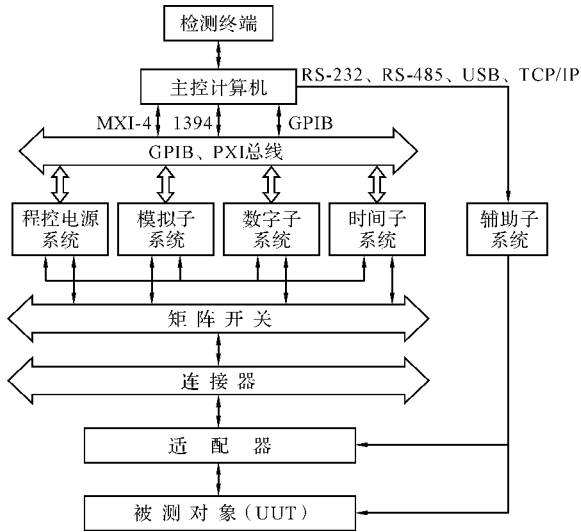 检测终端
主控计算机
RS-232、RS-485、USB、TCP/IP
MXI-4 1394 GPIB
GPIB、PXI总线
程控电源
系统
模拟子
系统
数字子
系统
时间子
系统
辅助子
系统
矩阵开关
连接器
适配器
被测对象(UUT)